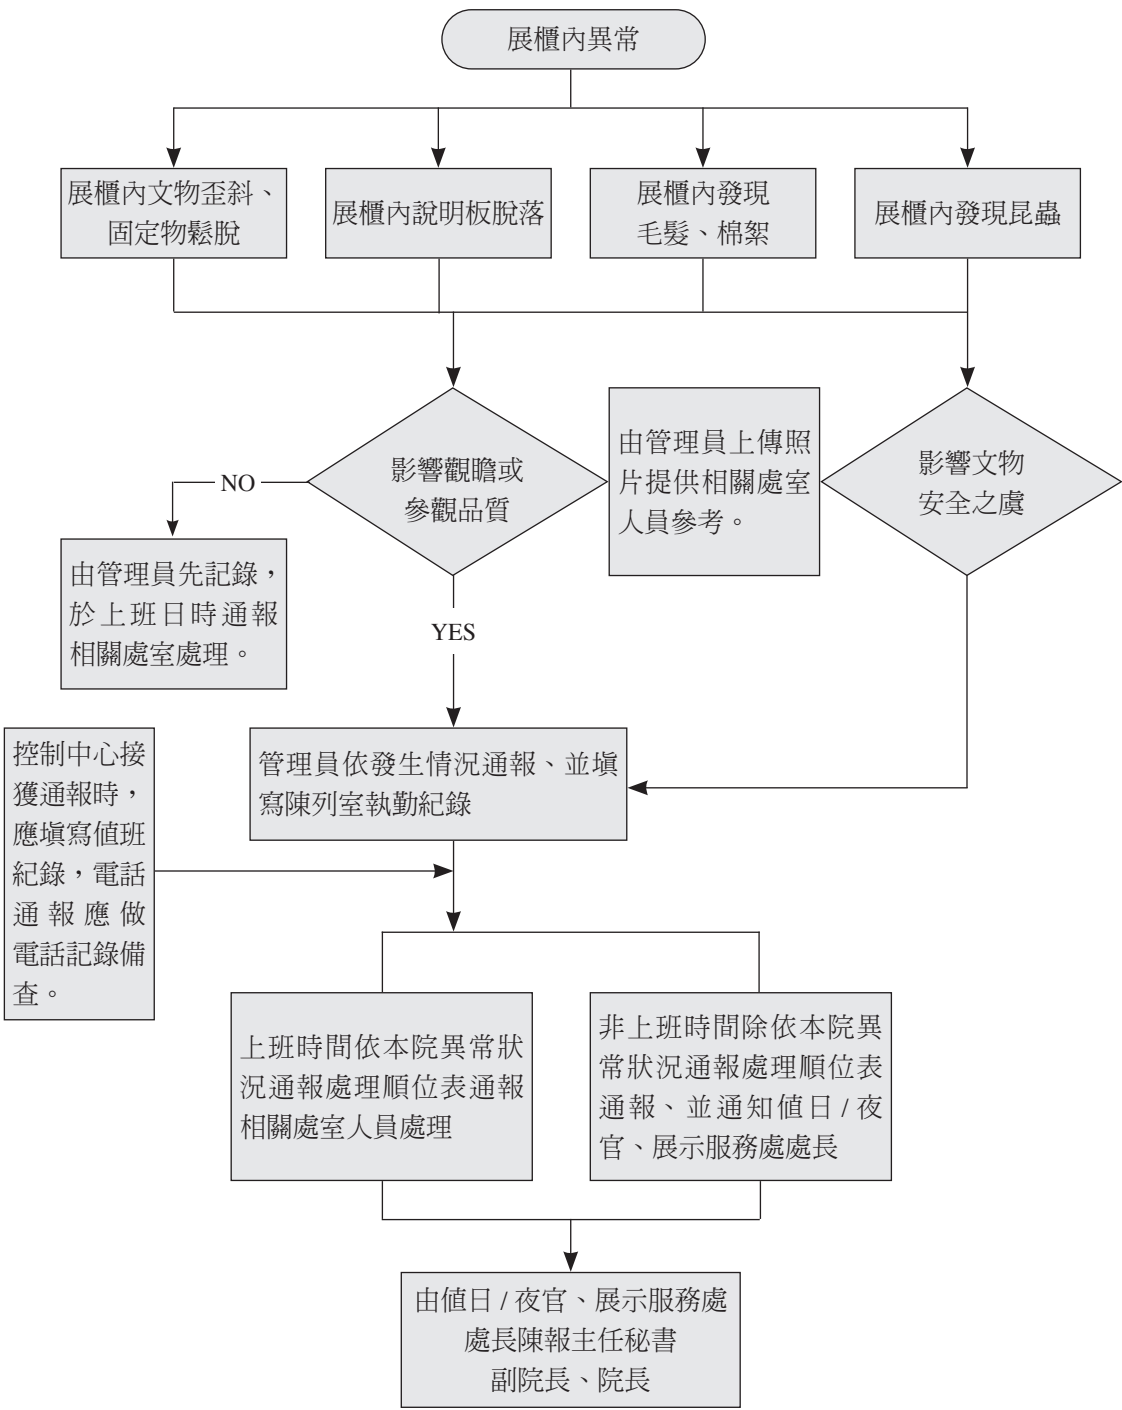 展櫃內異常
展櫃內文物歪斜、
固定物鬆脫
展櫃內說明板脫落
展櫃內發現
毛髮、棉絮
展櫃內發現昆蟲
影響觀瞻或
參觀品質
由管理員上傳照
片提供相關處室
人員參考。
影響文物
安全之虞
NO
由管理員先記錄，
於上班日時通報
相關處室處理。
YES
控制中心接
獲通報時，
應填寫值班
紀錄，電話
通報應做
電話記錄備
查。
管理員依發生情況通報、並填
寫陳列室執勤紀錄
上班時間依本院異常狀
況通報處理順位表通報
相關處室人員處理
非上班時間除依本院異
常狀況通報處理順位表
通報、並通知值日 / 夜
官、展示服務處處長
由值日 / 夜官、展示服務處
處長陳報主任秘書
副院長、院長